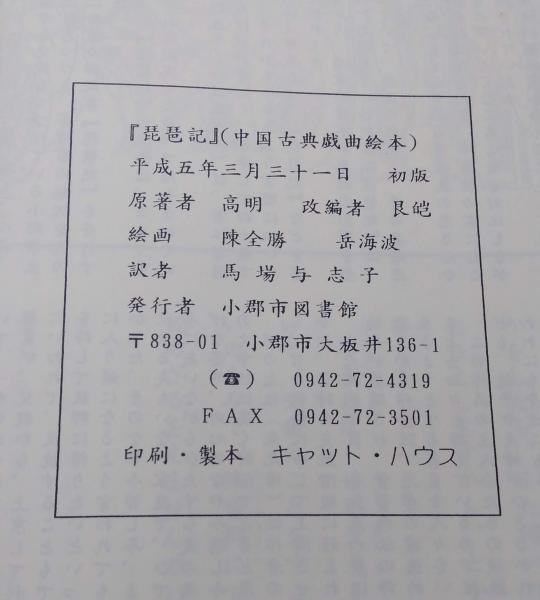 『琵琶記』(中国古典戯曲絵本)
平成五年三月三十一日　初版
原著者　高明　改編者　艮皑
絵画　陳全勝　岳海波
訳者　馬場与志子
発行者　小郡市図書館
〒838-01　小郡市大板井136-1
(☎)　0942-72-4319
FAX　0942-72-3501
印刷・製本　キャット・ハウス